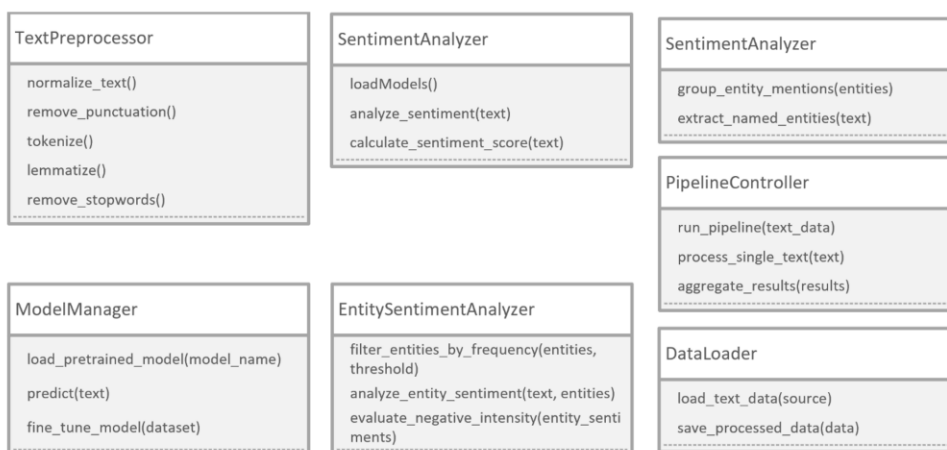 TextPreprocessor
normalize_text()
remove_punctuation()
tokenize()
lemmatize()
remove_stopwords()
SentimentAnalyzer
loadModels()
analyze_sentiment(text)
calculate_sentiment_score(text)
SentimentAnalyzer
group_entity_mentions(entities)
extract_named_entities(text)
PipelineController
run_pipeline(text_data)
process_single_text(text)
aggregate_results(results)
ModelManager
load_pretrained_model(model_name)
predict(text)
fine_tune_model(dataset)
EntitySentimentAnalyzer
filter_entities_by_frequency(entities,
threshold)
analyze_entity_sentiment(text, entities)
evaluate_negative_intensity(entity_senti
ments)
DataLoader
load_text_data(source)
save_processed_data(data)